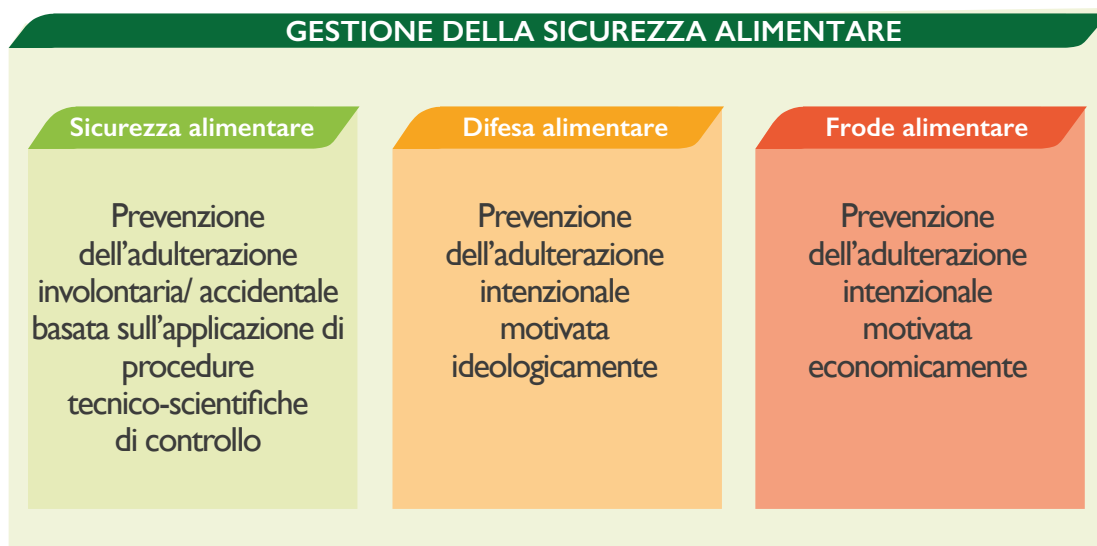 GESTIONE DELLA SICUREZZA ALIMENTARE
Sicurezza alimentare
Prevenzione
dell’adulterazione
involontaria/ accidentale
basata sull’applicazione di
procedure
tecnico-scientifiche
di controllo
Difesa alimentare
Prevenzione
dell’adulterazione
intenzionale
motivata
ideologicamente
Frode alimentare
Prevenzione
dell’adulterazione
intenzionale
motivata
economicamente